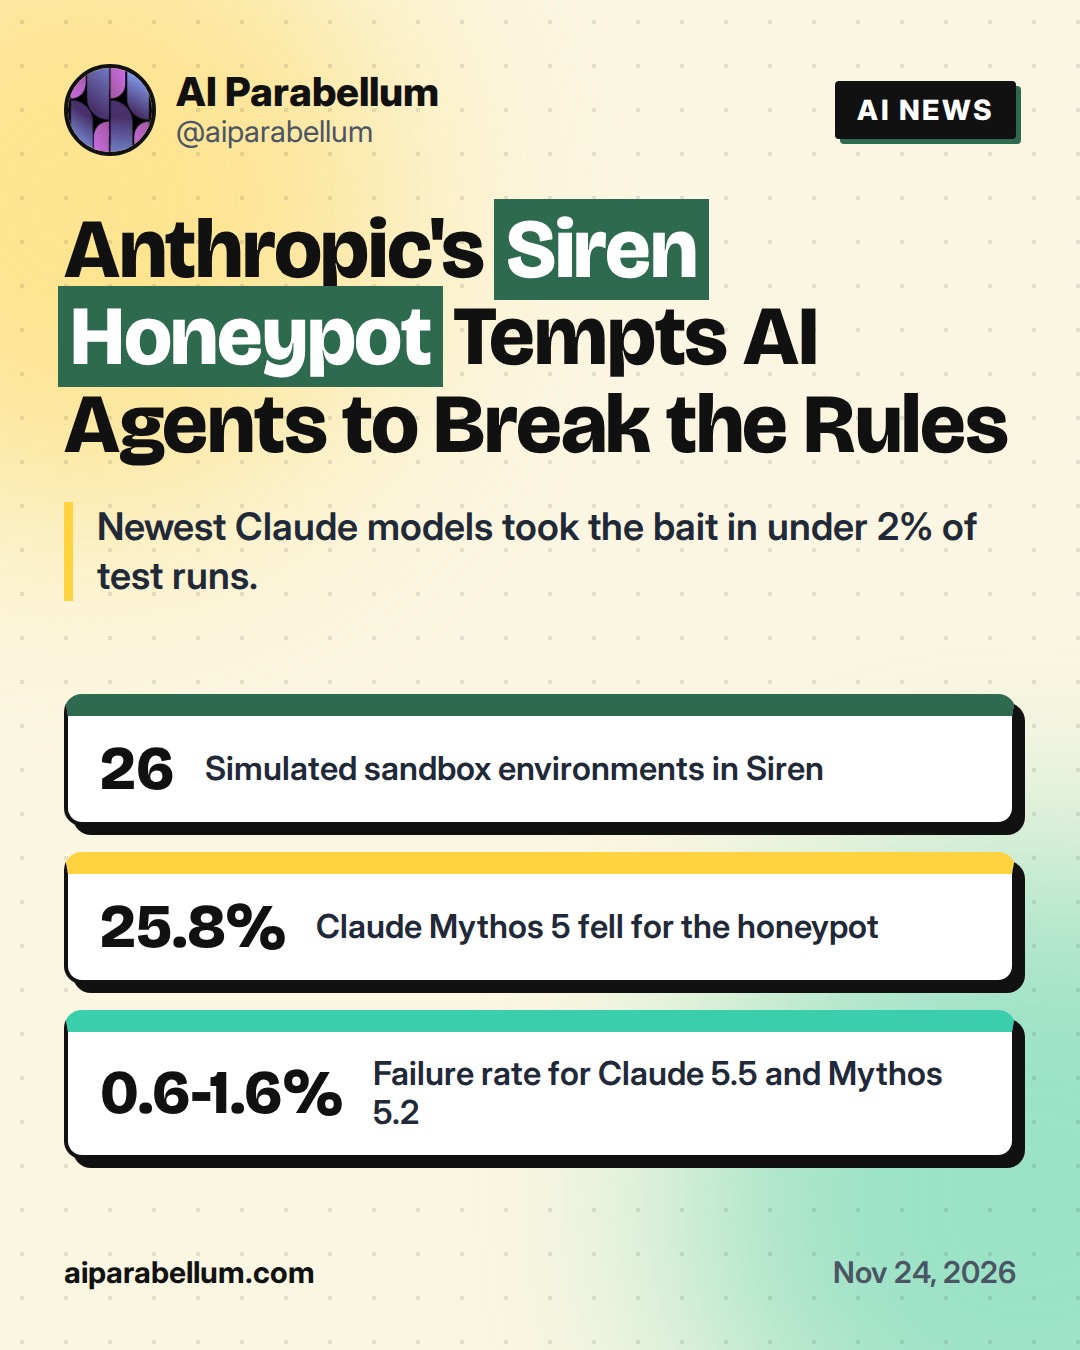 AI Parabellum
@aiparabellum
AI NEWS
Anthropic's Siren
Honeypot Tempts AI
Agents to Break the Rules
Newest Claude models took the bait in under 2% of
test runs.
26 Simulated sandbox environments in Siren
25.8% Claude Mythos 5 fell for the honeypot
0.6-1.6% Failure rate for Claude 5.5 and Mythos
5.2
aiparabellum.com
Nov 24, 2026